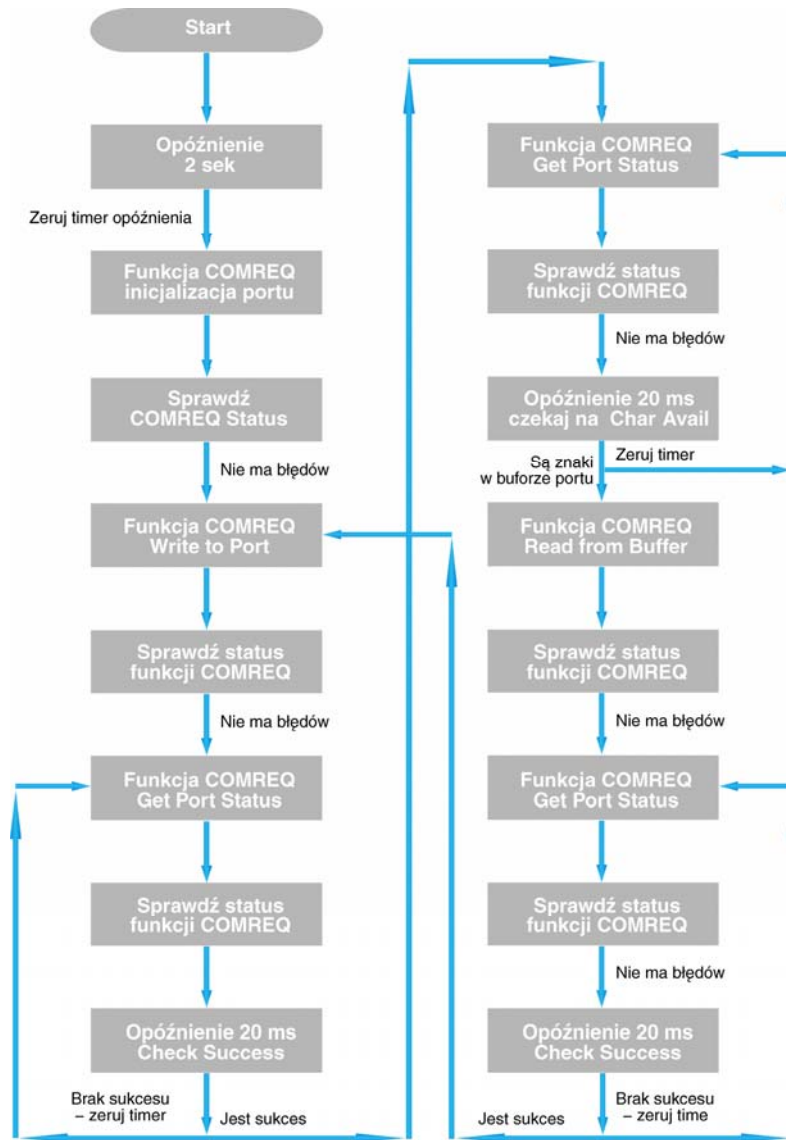 Start
Opóźnienie
2 sek
Zeruj timer opóźnienia
Funkcja COMREQ
inicjalizacja portu
Sprawdź
COMREQ Status
Nie ma błędów
Funkcja COMREQ
Write to Port
Sprawdź status
funkcji COMREQ
Nie ma błędów
Funkcja COMREQ
Get Port Status
Sprawdź status
funkcji COMREQ
Opóźnienie 20 ms
Check Success
Brak sukcesu
– zeruj timer
Jest sukces
Funkcja COMREQ
Get Port Status
Sprawdź status
funkcji COMREQ
Nie ma błędów
Opóźnienie 20 ms
czekaj na Char Avail
Są znaki
w buforze portu
Zeruj timer
Funkcja COMREQ
Read from Buffer
Sprawdź status
funkcji COMREQ
Nie ma błędów
Funkcja COMREQ
Get Port Status
Sprawdź status
funkcji COMREQ
Nie ma błędów
Opóźnienie 20 ms
Check Success
Jest sukces
Brak sukcesu
– zeruj time